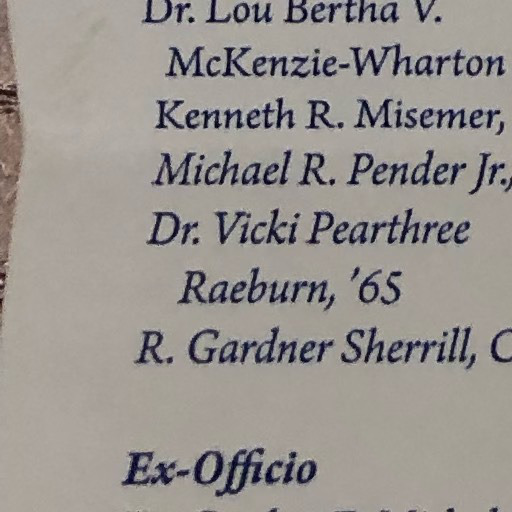 Dr. Lou Bertha V.
McKenzie-Wharton
Kenneth R. Misemer,
Michael R. Pender Jr.,
Dr. Vicki Pearthree
Raeburn, ’65
R. Gardner Sherrill, C
Ex-Officio